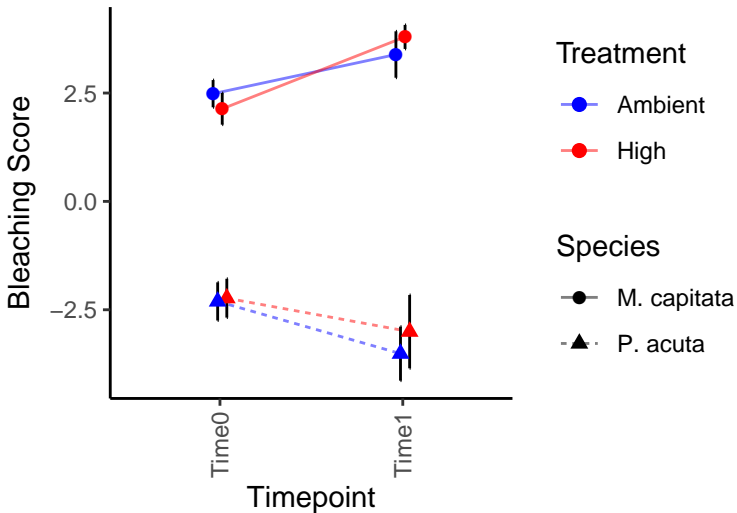 Bleaching Score
2.5
0.0
−2.5
Time0
Time1
Timepoint
Treatment
Ambient
High
Species
M. capitata
P. acuta